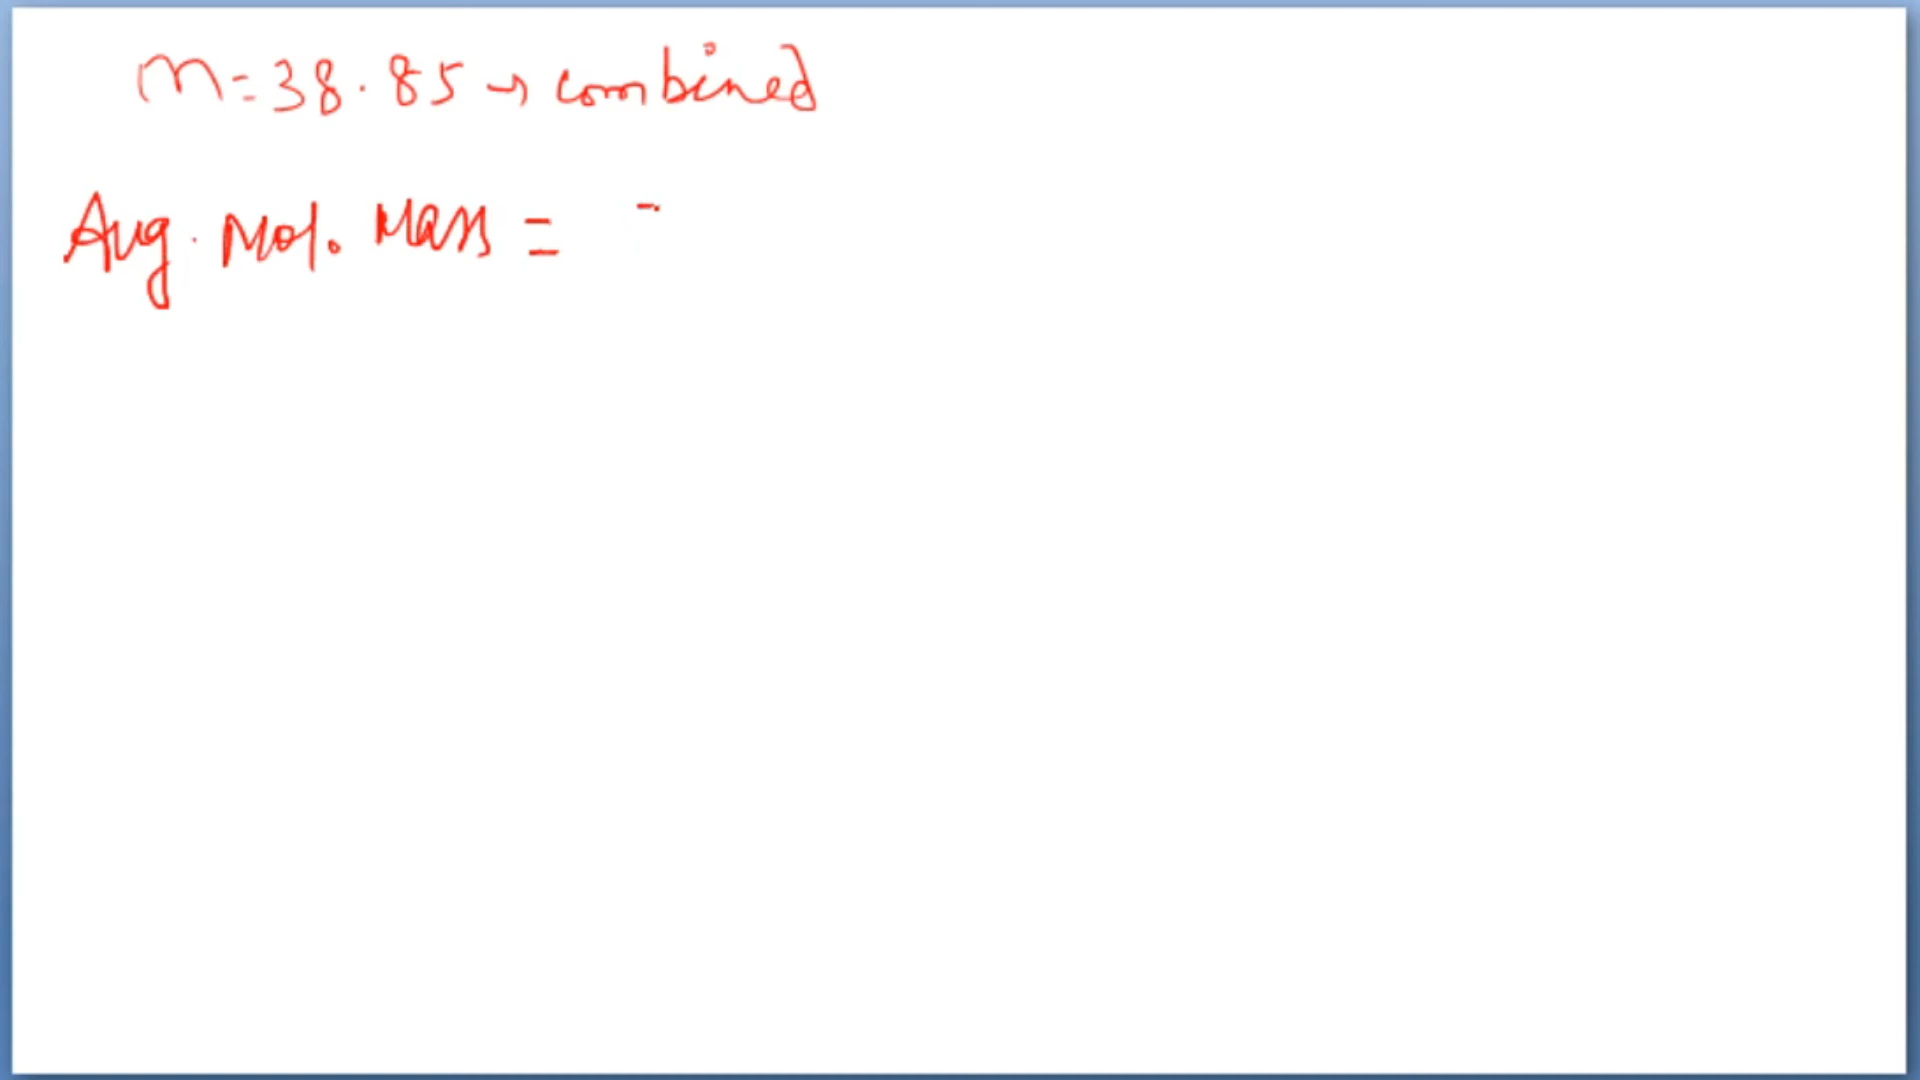 m=38.85 → combined
Avg. Mol. Mass = -